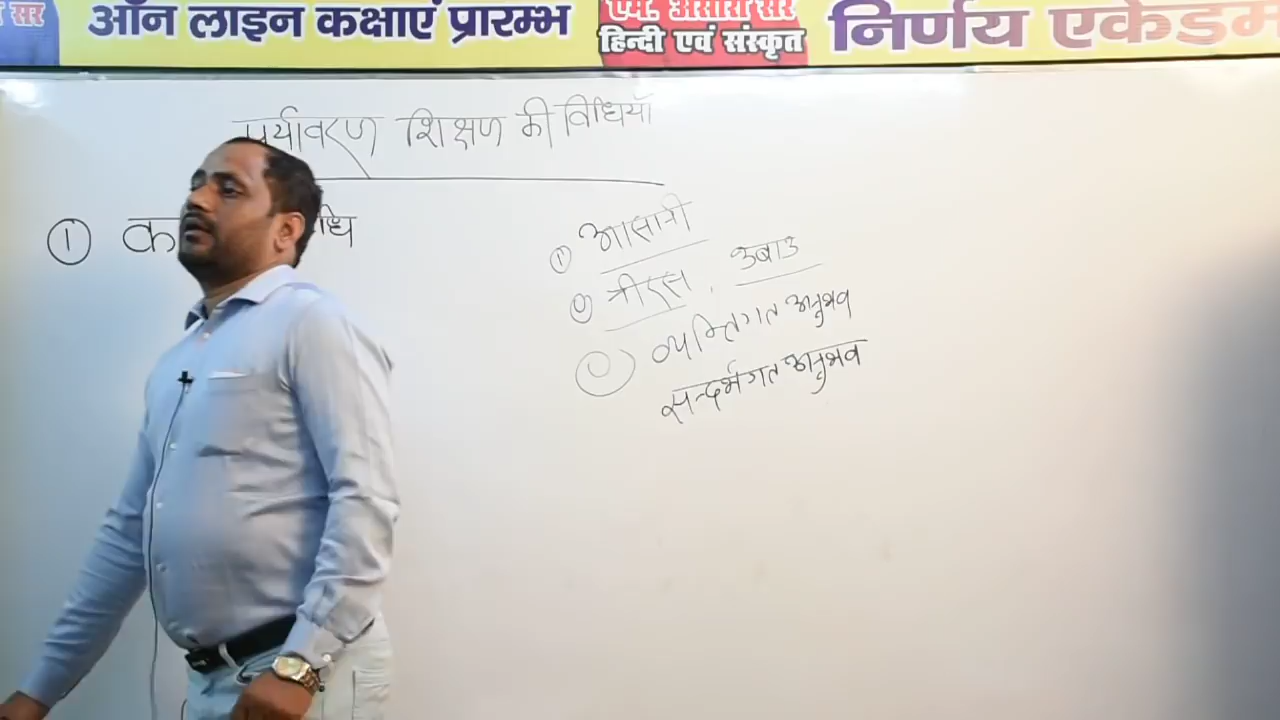 सर
ऑन लाइन कक्षाएं प्रारम्भ
एम. असारी सर
हिन्दी एवं संस्कृत
निर्णय एकेडम
पर्यावरण शिक्षण की विधियाँ
①
① आसानी
② नीरस, उबाउ
व्यक्तिगत अनुभव
सन्दर्भगत अनुभव